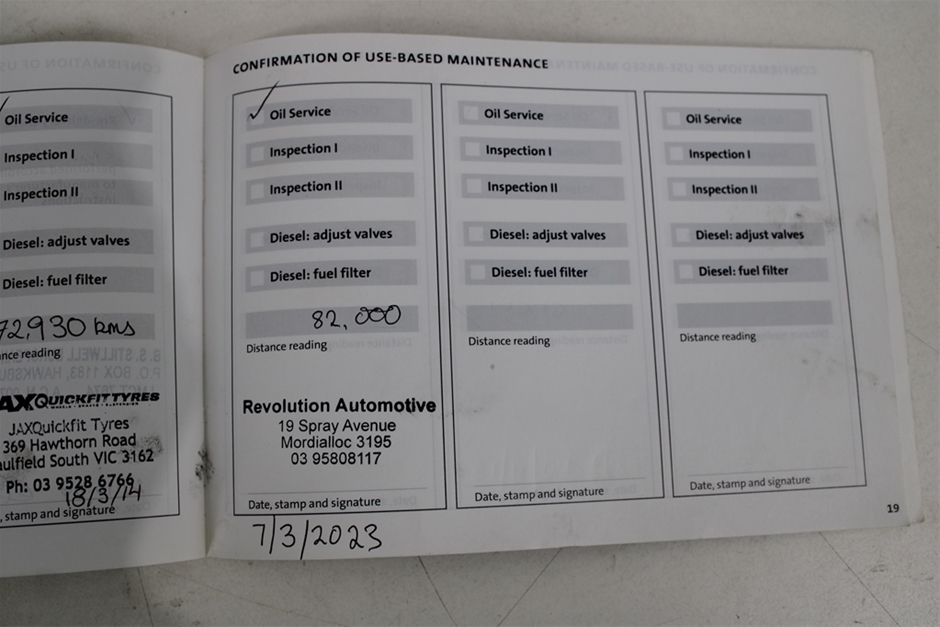 Oil Service
Inspection I
Inspection II
Diesel: adjust valves
Diesel: fuel filter
72,930 kms
nce reading
JAXQUICKFITTYRES
JAXQuickfit Tyres
369 Hawthorn Road
aulfield South VIC 3162
Ph: 03 9528 6766
18/3/14
, stamp and signature
CONFIRMATION OF USE-BASED MAINTENANCE
Oil Service
Inspection I
Inspection II
Diesel: adjust valves
Diesel: fuel filter
82,000
Distance reading
Revolution Automotive
19 Spray Avenue
Mordialloc 3195
03 95808117
Date, stamp and signature
7/3/2023
Oil Service
Inspection I
Inspection II
Diesel: adjust valves
Diesel: fuel filter
Distance reading
Date, stamp and signature
Oil Service
Inspection I
Inspection II
Diesel: adjust valves
Diesel: fuel filter
Distance reading
Date, stamp and signature
19